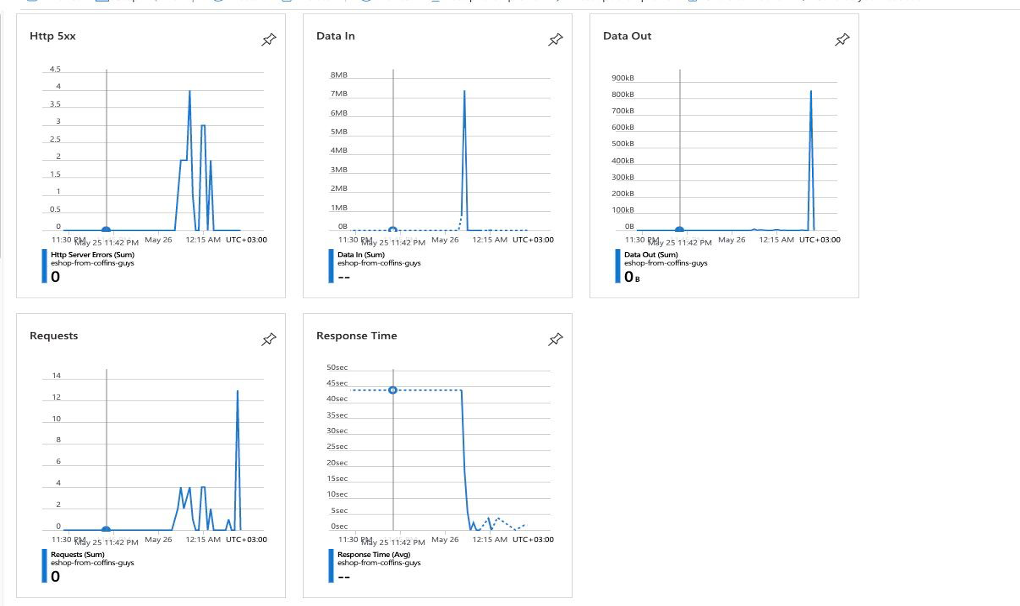 Http 5xx
4.5
4
3.5
3
2.5
2
1.5
1
0.5
0
11:30 PM
May 25 11:42 PM
May 26
12:15 AM
UTC+03:00
Http Server Errors (Sum)
eshop-from-coffins-guys
0
Data In
8MB
7MB
6MB
5MB
4MB
3MB
2MB
1MB
0B
11:30 PM
May 25 11:42 PM
May 26
12:15 AM
UTC+03:00
Data In (Sum)
eshop-from-coffins-guys
--
Data Out
900kB
800kB
700kB
600kB
500kB
400kB
300kB
200kB
100kB
0B
11:30 PM
May 25 11:42 PM
May 26
12:15 AM
UTC+03:00
Data Out (Sum)
eshop-from-coffins-guys
0 B
Requests
14
12
10
8
6
4
2
0
11:30 PM
May 25 11:42 PM
May 26
12:15 AM
UTC+03:00
Requests (Sum)
eshop-from-coffins-guys
0
Response Time
50sec
45sec
40sec
35sec
30sec
25sec
20sec
15sec
10sec
5sec
0sec
11:30 PM
May 25 11:42 PM
May 26
12:15 AM
UTC+03:00
Response Time (Avg)
eshop-from-coffins-guys
--